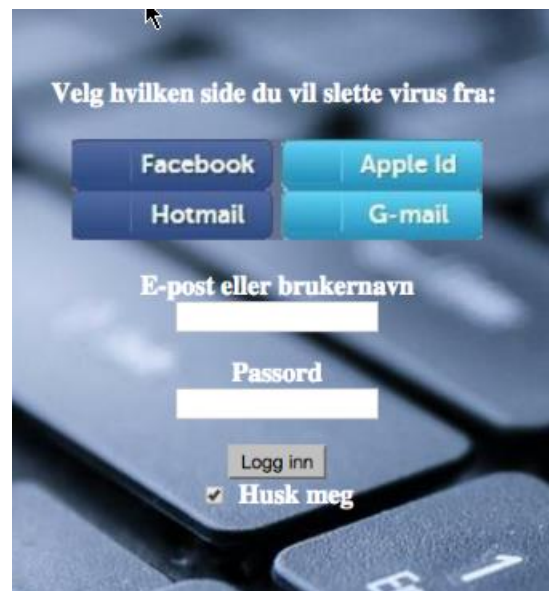 Velg hvilken side du vil slette virus fra:
Facebook Apple Id
Hotmail G-mail
E-post eller brukernavn
Passord
Logg inn
Husk meg